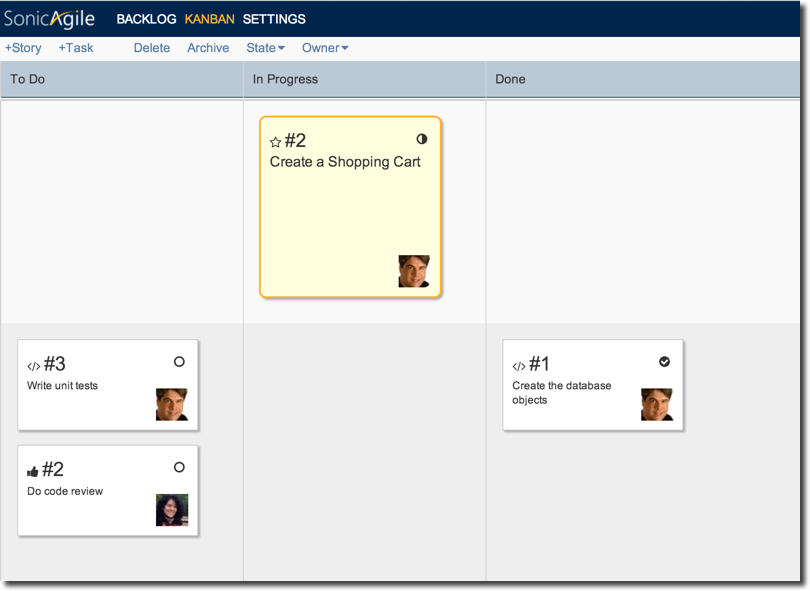 SonicAgile BACKLOG KANBAN SETTINGS
+Story +Task Delete Archive State Owner
To Do In Progress Done
#2
Create a Shopping Cart
</> #3
Write unit tests
#2
Do code review
</> #1
Create the database
objects